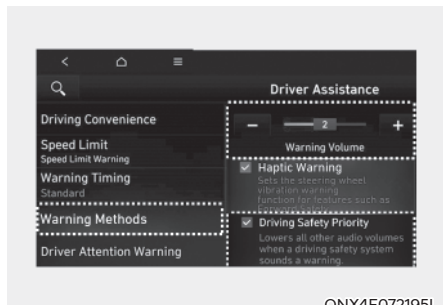 Driver Assistance
Driving Convenience
Speed Limit
Speed Limit Warning
Warning Timing
Standard
Warning Methods
Driver Attention Warning
2
Warning Volume
Haptic Warning
Sets the steering wheel
vibration warning
function for features such as
Forward Safety
Driving Safety Priority
Lowers all other audio volumes
when a driving safety system
sounds a warning.